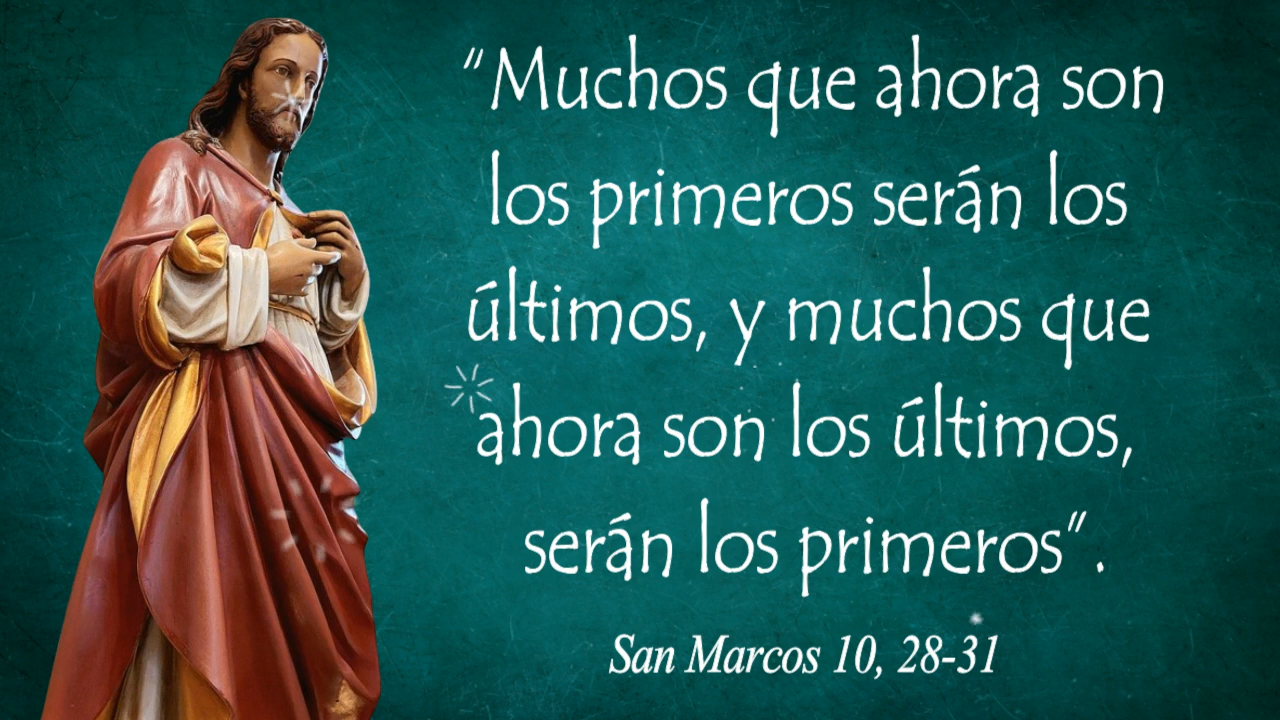 “Muchos que ahora son
los primeros serán los
últimos, y muchos que
ahora son los últimos,
serán los primeros”.
San Marcos 10, 28-31